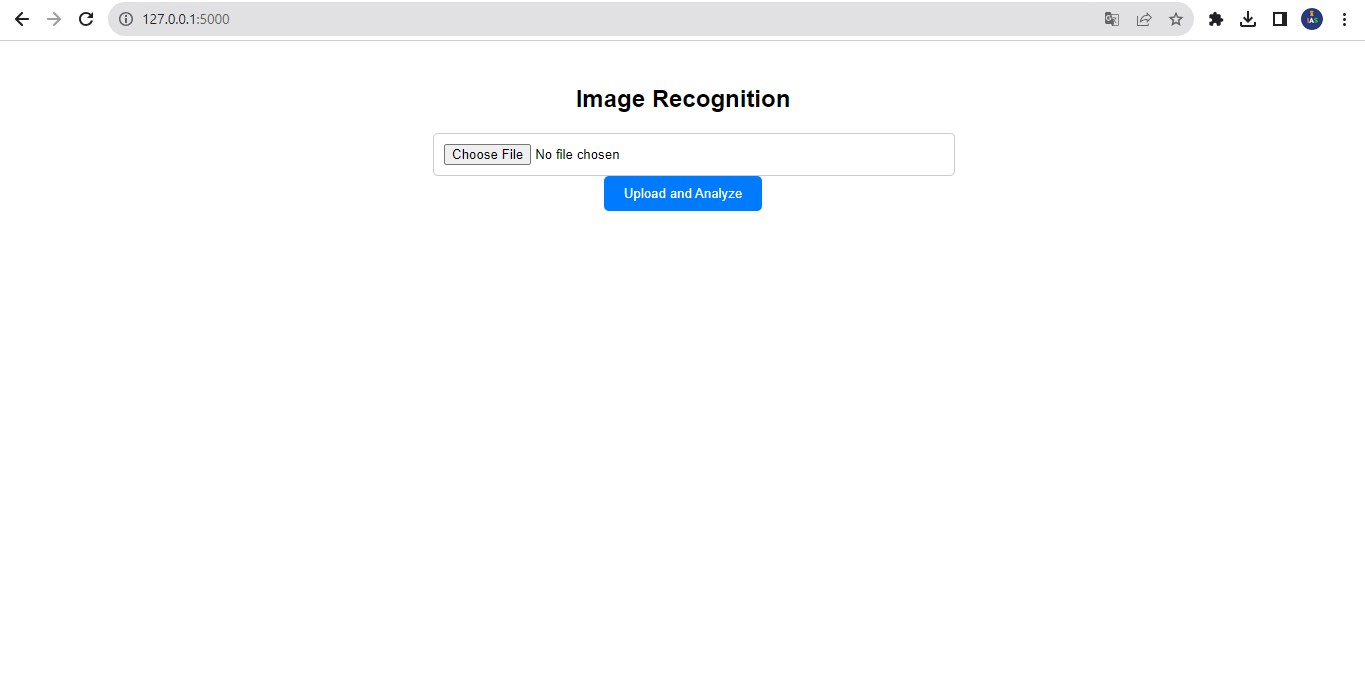 127.0.0.1:5000
Image Recognition
Choose File No file chosen
Upload and Analyze